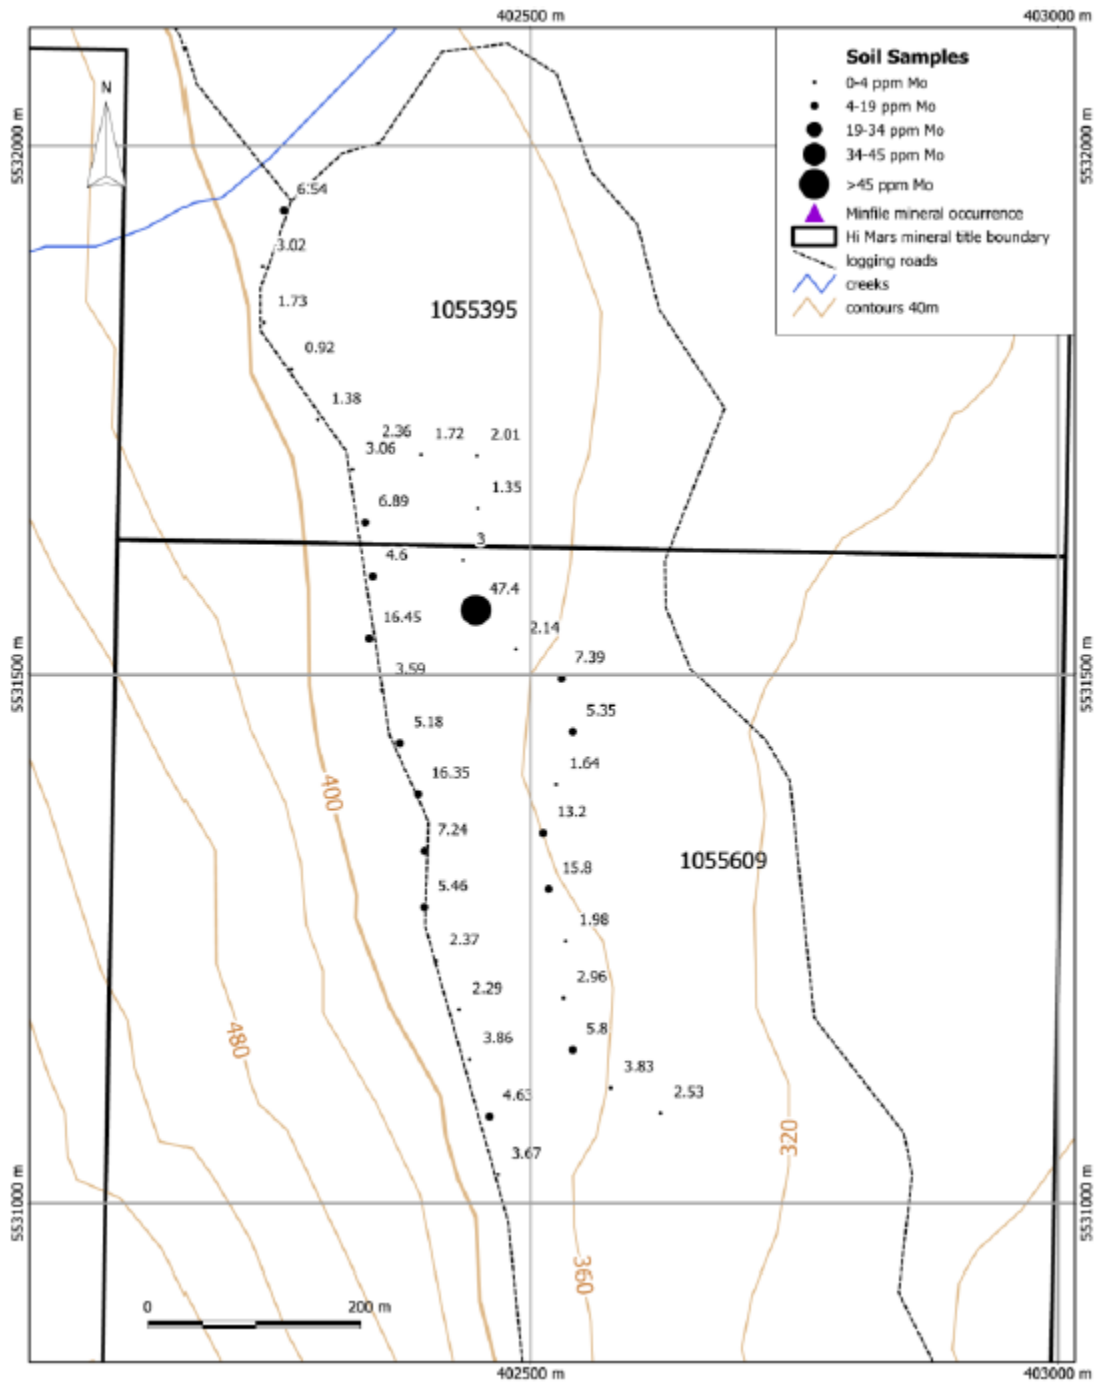 402500 m
403000 m
Soil Samples
0-4 ppm Mo
4-19 ppm Mo
19-34 ppm Mo
34-45 ppm Mo
>45 ppm Mo
Minfile mineral occurrence
Hi Mars mineral title boundary
logging roads
creeks
contours 40m
N
5532000 m
5532000 m
6.54
3.02
1.73
1055395
0.92
1.38
2.36
1.72
2.01
3.06
1.35
6.89
3
4.6
47.4
16.45
2.14
7.39
3.59
5531500 m
5531500 m
5.35
5.18
1.64
16.35
400
13.2
7.24
1055609
15.8
5.46
1.98
2.37
2.96
2.29
480
3.86
5.8
3.83
4.63
2.53
320
3.67
5531000 m
5531000 m
360
0
200 m
402500 m
403000 m